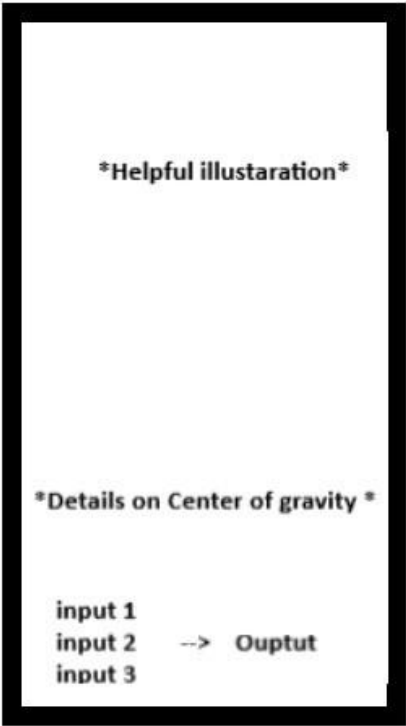 *Helpful illustaration*
*Details on Center of gravity *
input 1
input 2 --> Ouptut
input 3